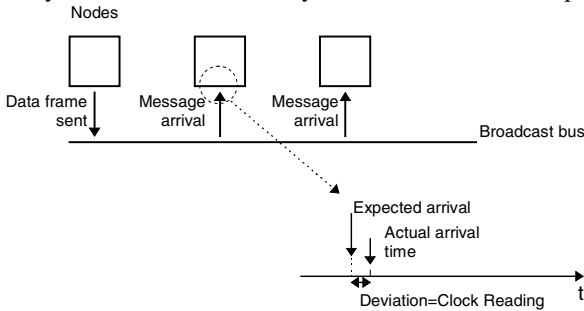 Nodes
Data frame
sent
Message
arrival
Message
arrival
Broadcast bus
Expected arrival
Actual arrival
time
t
Deviation=Clock Reading